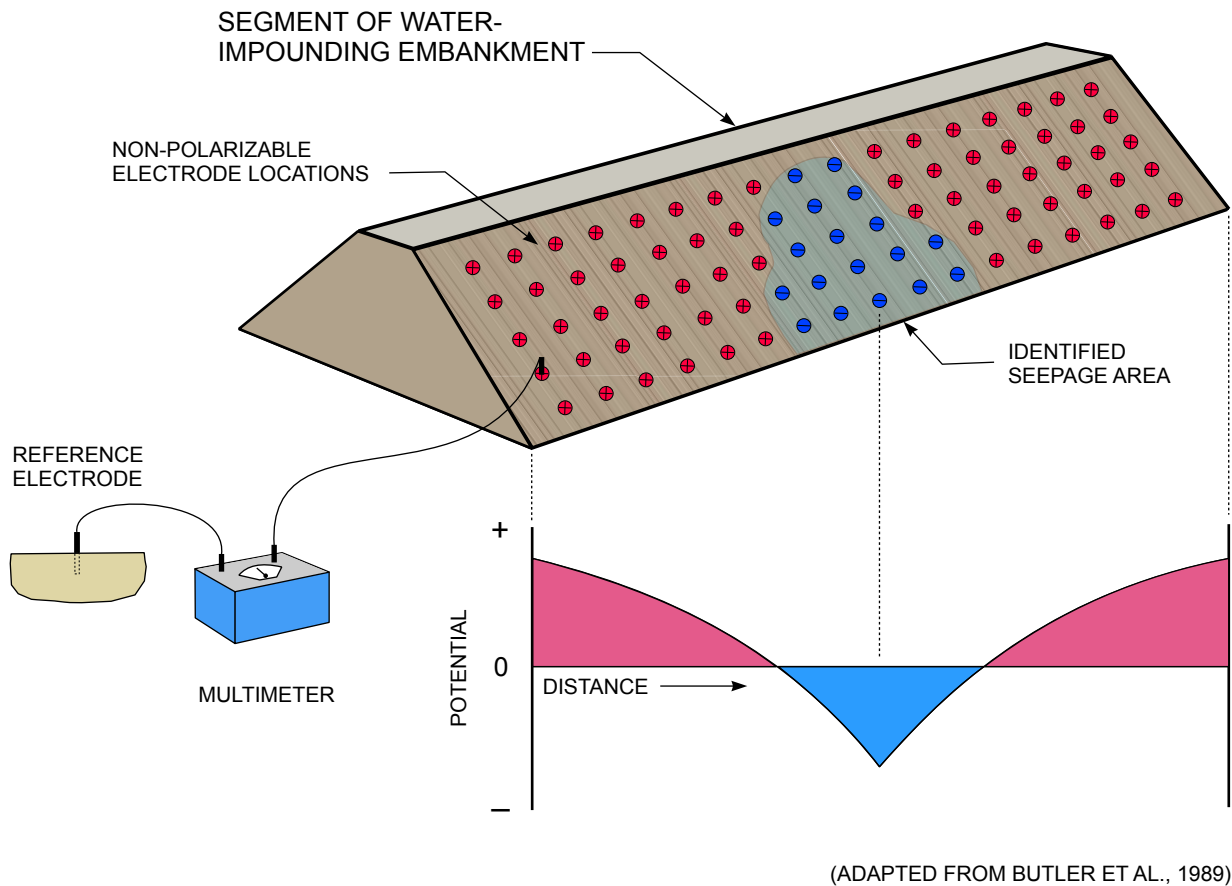 SEGMENT OF WATER-
IMPOUNDING EMBANKMENT
NON-POLARIZABLE
ELECTRODE LOCATIONS
IDENTIFIED
SEEPAGE AREA
REFERENCE
ELECTRODE
MULTIMETER
+
POTENTIAL
0
DISTANCE
–
(ADAPTED FROM BUTLER ET AL., 1989)